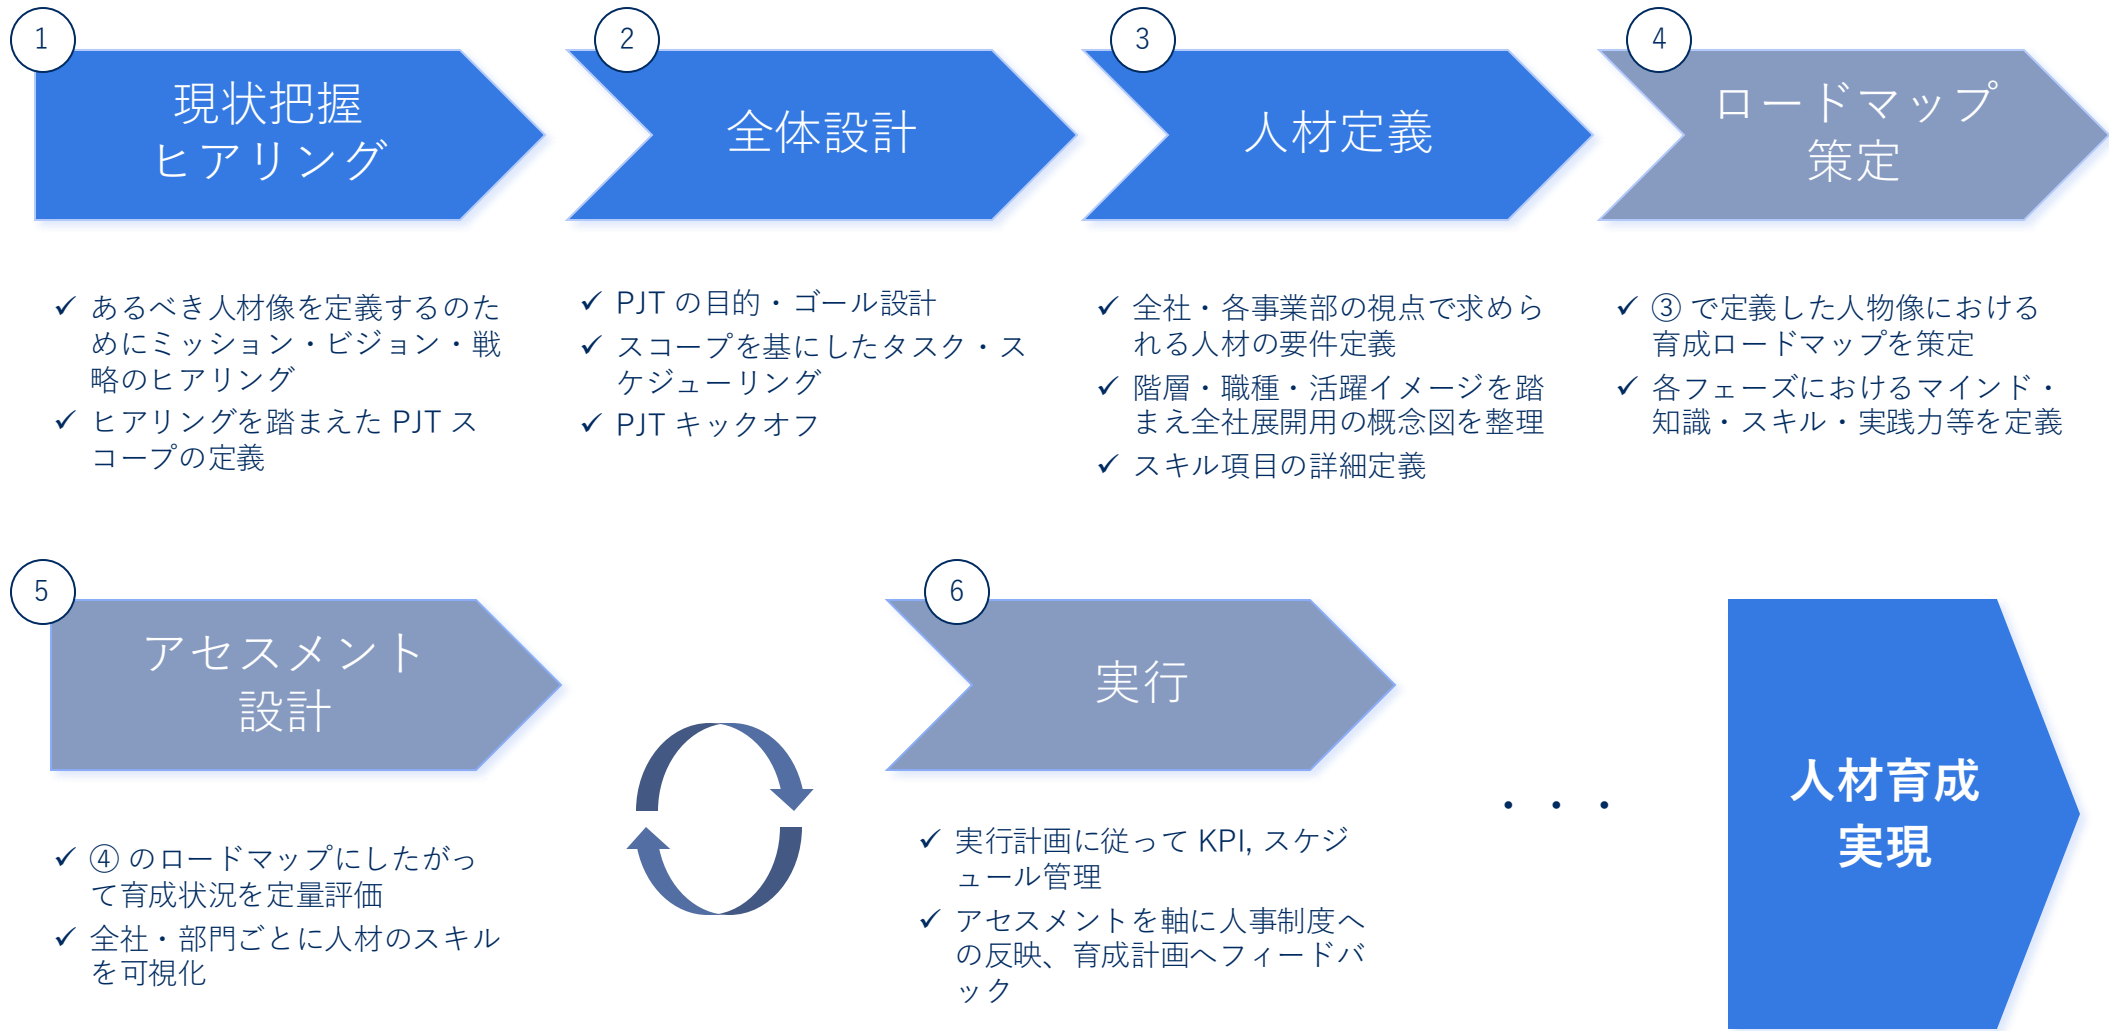 1
現状把握
ヒアリング
2
全体設計
3
人材定義
4
ロードマップ
策定
✓ あるべき人材像を定義するのた
めにミッション・ビジョン・戦
略のヒアリング
✓ ヒアリングを踏まえた PJT ス
コープの定義
✓ PJT の目的・ゴール設計
✓ スコープを基にしたタスク・ス
ケジューリング
✓ PJT キックオフ
✓ 全社・各事業部の視点で求めら
れる人材の要件定義
✓ 階層・職種・活躍イメージを踏
まえ全社展開用の概念図を整理
✓ スキル項目の詳細定義
✓ ③ で定義した人物像における
育成ロードマップを策定
✓ 各フェーズにおけるマインド・
知識・スキル・実践力等を定義
5
アセスメント
設計
✓ ④ のロードマップにしたがっ
て育成状況を定量評価
✓ 全社・部門ごとに人材のスキル
を可視化
6
実行
✓ 実行計画に従って KPI, スケジ
ュール管理
✓ アセスメントを軸に人事制度へ
の反映、育成計画へフィードバ
ック
・・・
人材育成
実現